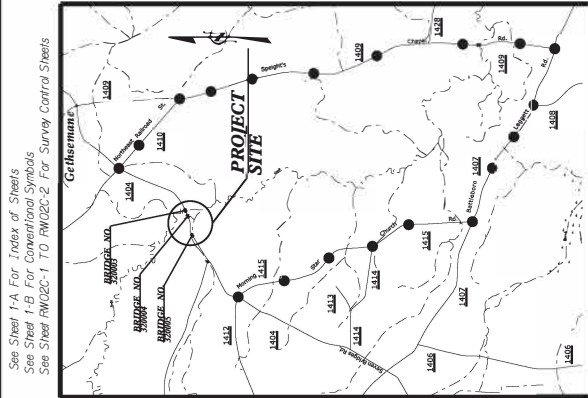 See Sheet 1-A For Index of Sheets
See Sheet 1-B For Conventional Symbols
See Sheet RW02C-1 TO RW02C-2 For Survey Control Sheets
Gethsemane
1409
1404
Northeast Railroad St.
1410
Speight's
1409
Chapel
Rd.
1428
1409
PROJECT
SITE
BRIDGE NO.
320003
BRIDGE NO.
320004
BRIDGE NO.
320005
1412
Morning
1415
Star
Church
Rd.
1404
1413
1414
1414
1415
Seven Bridges Rd.
1407
Battleboro
1407
Leggett
Rd.
1408
1406
1406